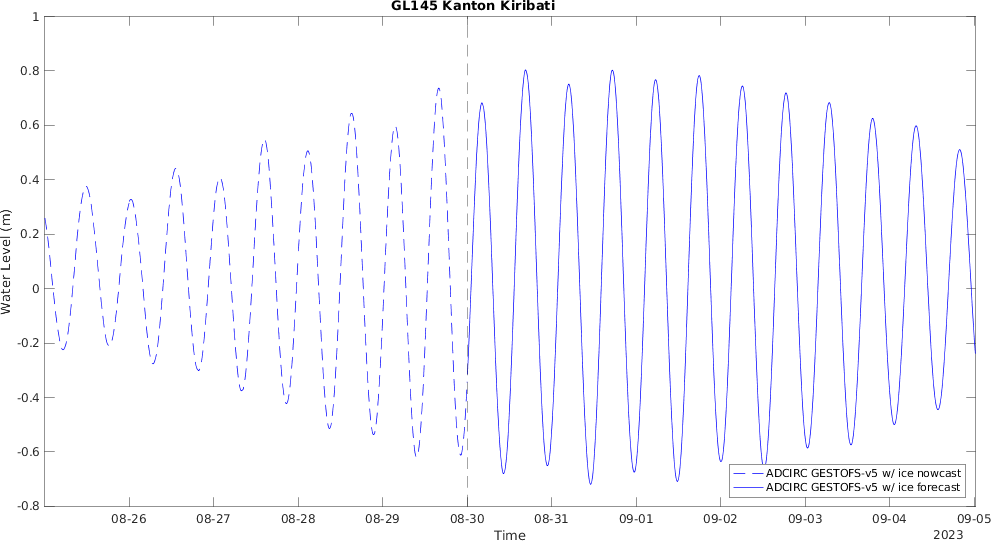 GL145 Kanton Kiribati
1
0.8
0.6
0.4
0.2
0
-0.2
-0.4
-0.6
-0.8
Water Level (m)
ADCIRC GESTOFS-v5 w/ ice nowcast
ADCIRC GESTOFS-v5 w/ ice forecast
08-26 08-27 08-28 08-29 08-30 08-31 09-01 09-02 09-03 09-04 09-05
Time
2023